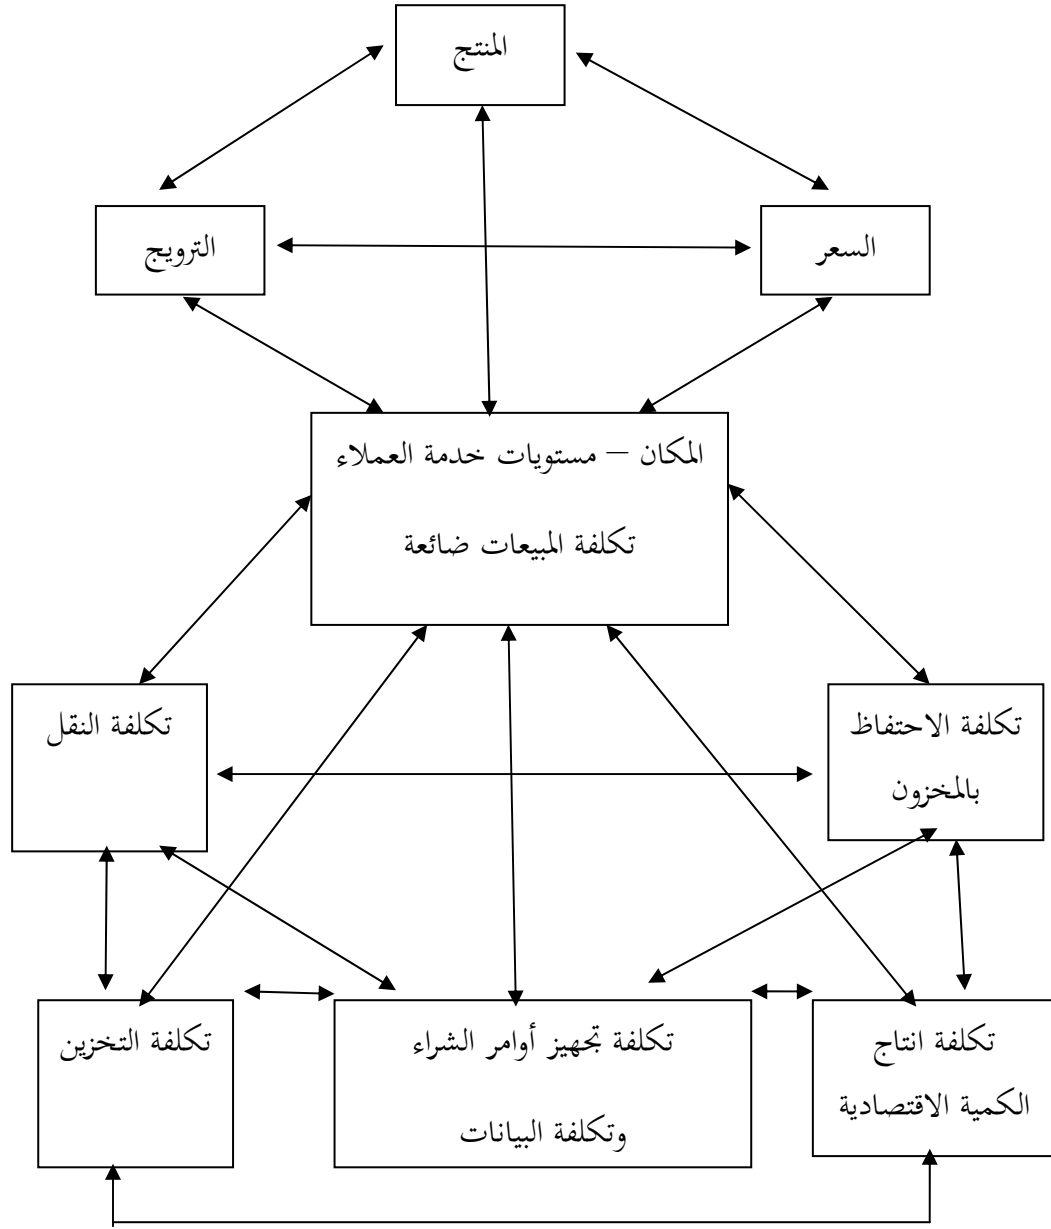 المنتج
السعر
الترويج
المكان – مستويات خدمة العملاء
تكلفة المبيعات ضائعة
تكلفة الاحتفاظ
بالمخزون
تكلفة النقل
تكلفة انتاج
الكمية الاقتصادية
تكلفة تجهيز أوامر الشراء
وتكلفة البيانات
تكلفة التخزين